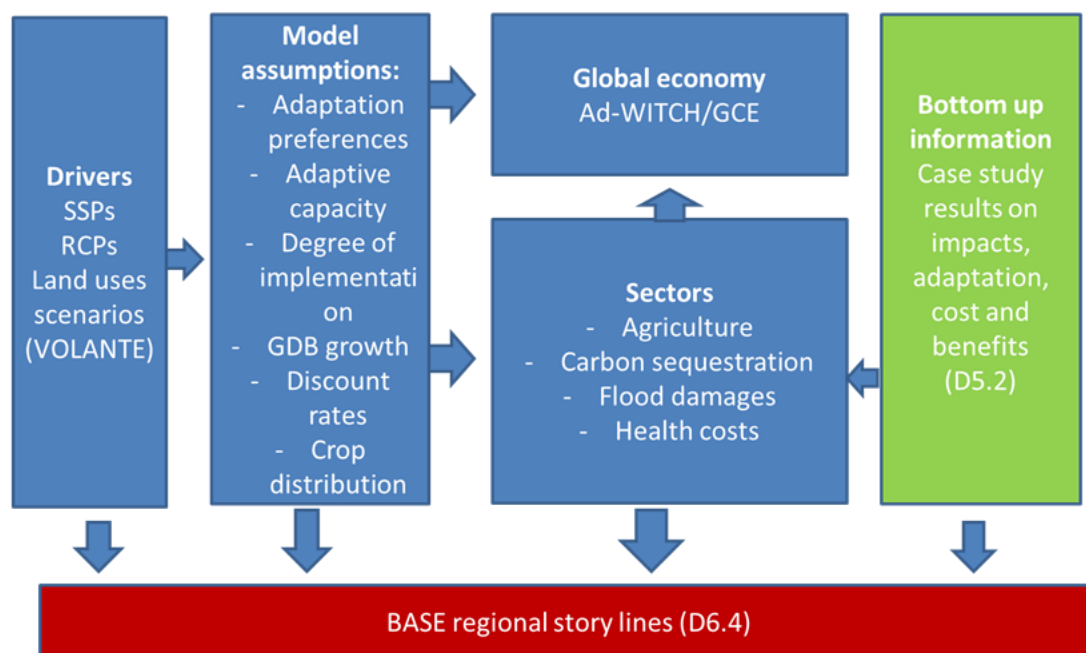 Drivers
SSPs
RCPs
Land uses
scenarios
(VOLANTE)
Model
assumptions:
- Adaptation
preferences
- Adaptive
capacity
- Degree of
implementati
on
- GDB growth
- Discount
rates
- Crop
distribution
Global economy
Ad-WITCH/GCE
Sectors
- Agriculture
- Carbon sequestration
- Flood damages
- Health costs
Bottom up
information
Case study
results on
impacts,
adaptation,
cost and
benefits
(D5.2)
BASE regional story lines (D6.4)